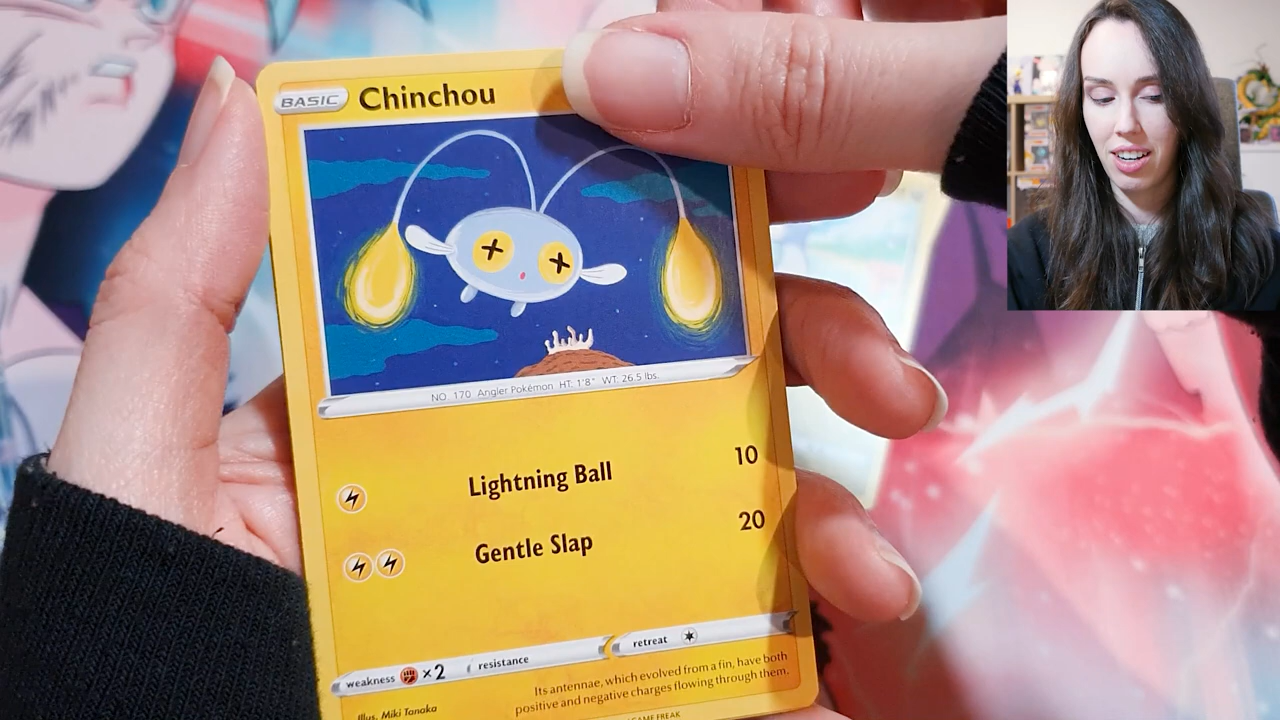 BASIC Chinchou
NO. 170 Angler Pokémon HT: 1'8" WT: 26.5 lbs.
Lightning Ball 10
Gentle Slap 20
weakness ×2 resistance retreat
Its antennae, which evolved from a fin, have both
positive and negative charges flowing through them.
Illus. Miki Tanaka
GAME FREAK